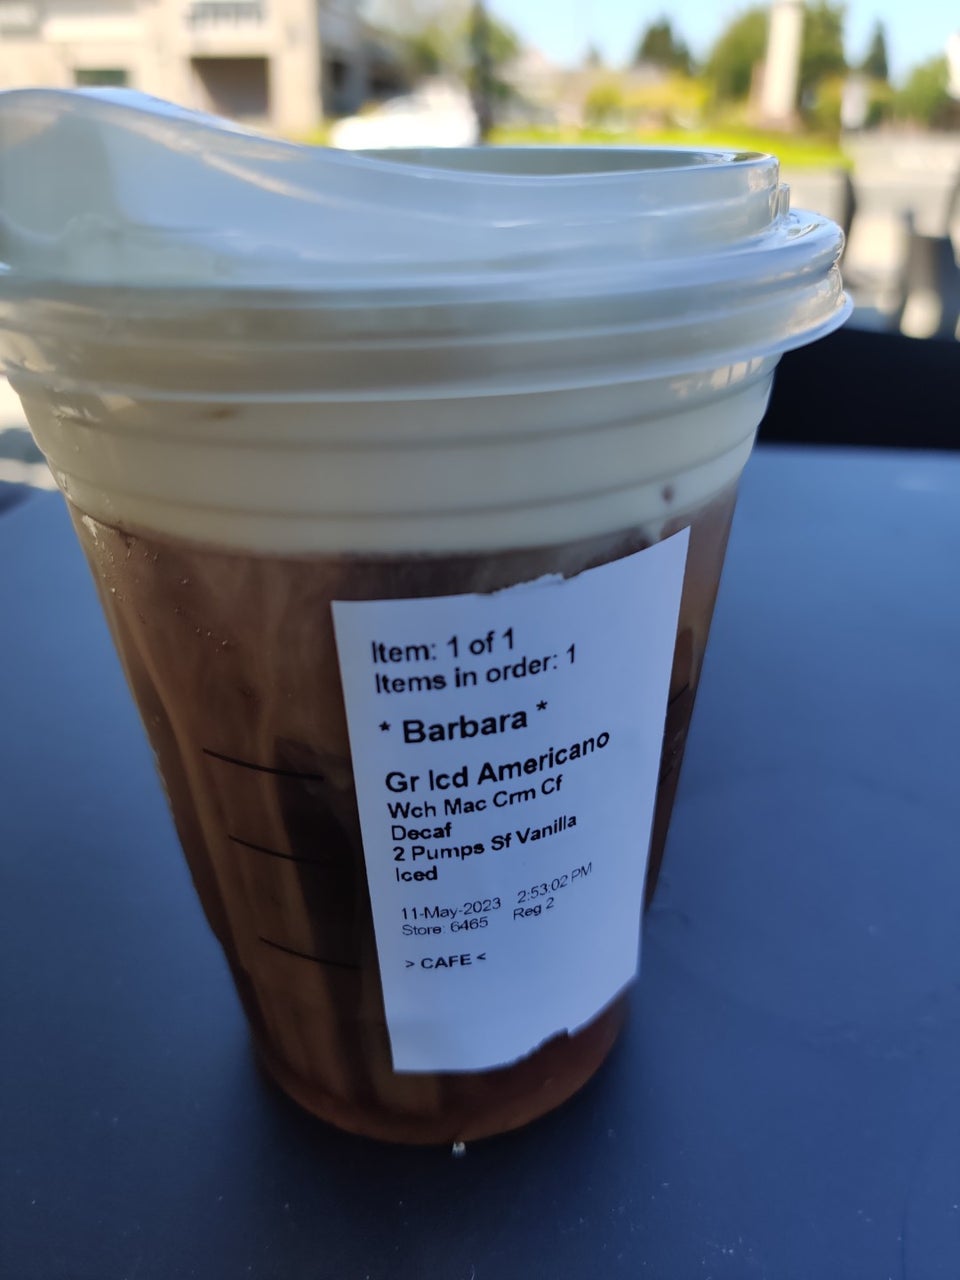 Item: 1 of 1
Items in order: 1
* Barbara *
Gr Icd Americano
Wch Mac Crm Cf
Decaf
2 Pumps Sf Vanilla
Iced
11-May-2023 2:53:02 PM
Store: 6465 Reg 2
> CAFE <